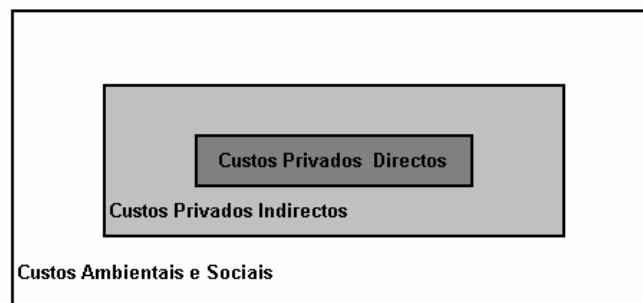 Custos Privados Directos
Custos Privados Indirectos
Custos Ambientais e Sociais